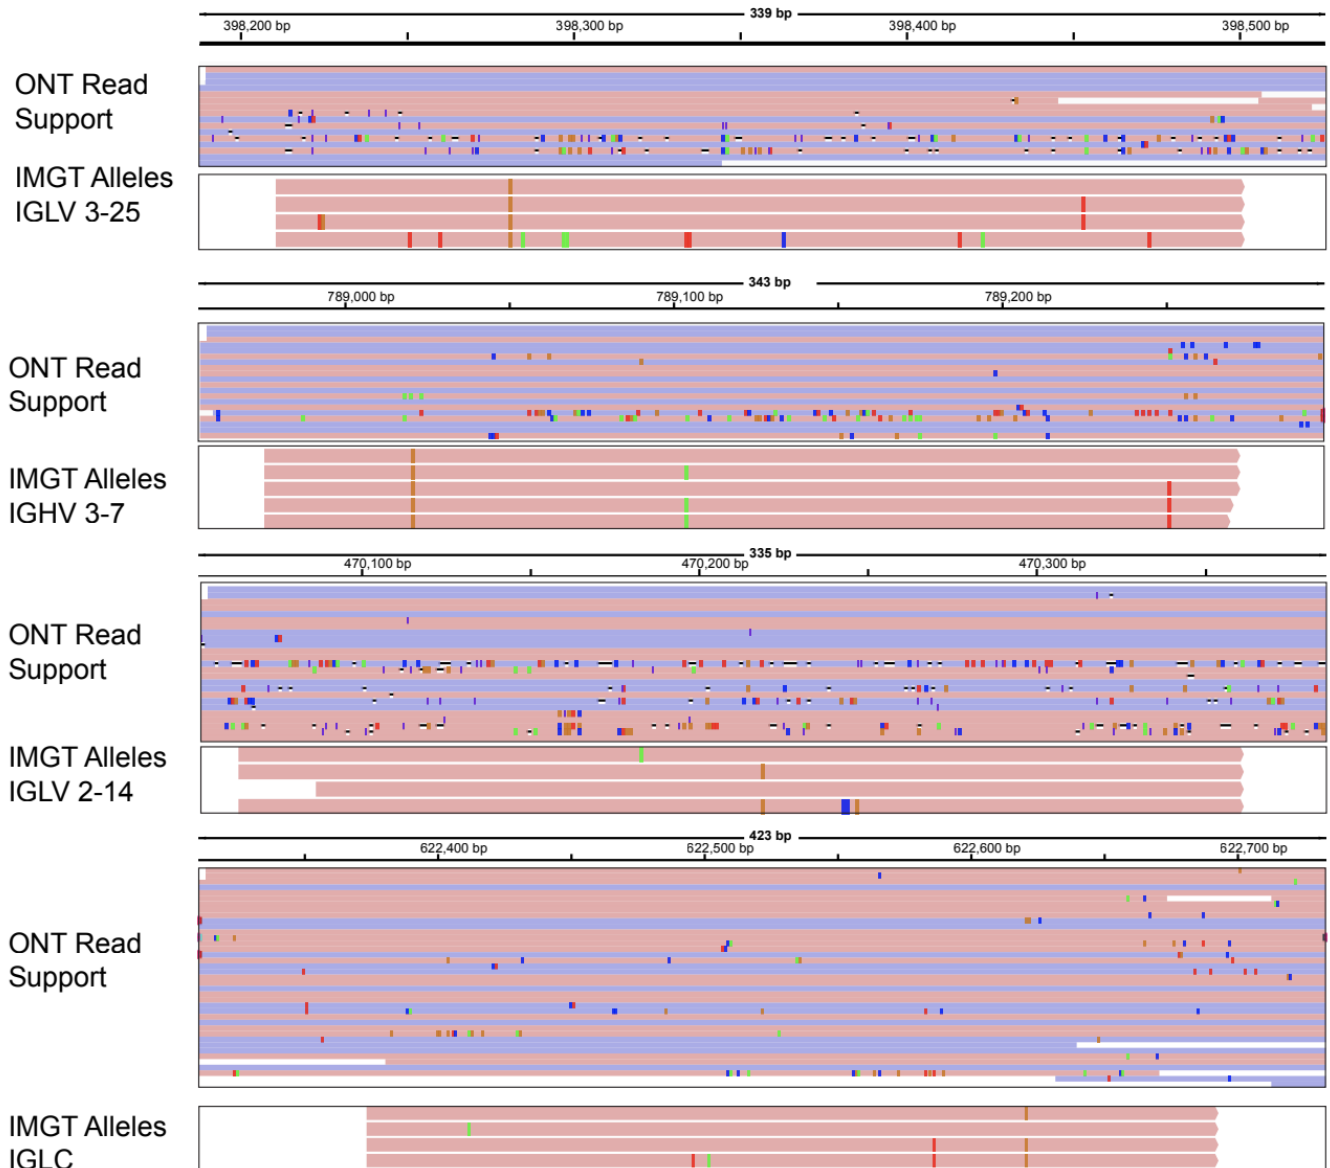 339 bp
398,200 bp 398,300 bp 398,400 bp 398,500 bp
ONT Read
Support
IMGT Alleles
IGLV 3-25
343 bp
789,000 bp 789,100 bp 789,200 bp
ONT Read
Support
IMGT Alleles
IGHV 3-7
335 bp
470,100 bp 470,200 bp 470,300 bp
ONT Read
Support
IMGT Alleles
IGLV 2-14
423 bp
622,400 bp 622,500 bp 622,600 bp 622,700 bp
ONT Read
Support
IMGT Alleles
IGLC